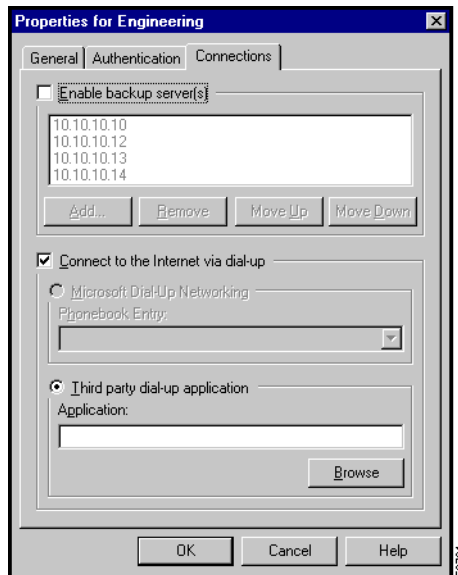 Properties for Engineering
General
Authentication
Connections
Enable backup server(s)
10.10.10.10
10.10.10.12
10.10.10.13
10.10.10.14
Add...
Remove
Move Up
Move Down
Connect to the Internet via dial-up
Microsoft Dial-Up Networking
Phonebook Entry:
Third party dial-up application
Application:
Browse
OK
Cancel
Help